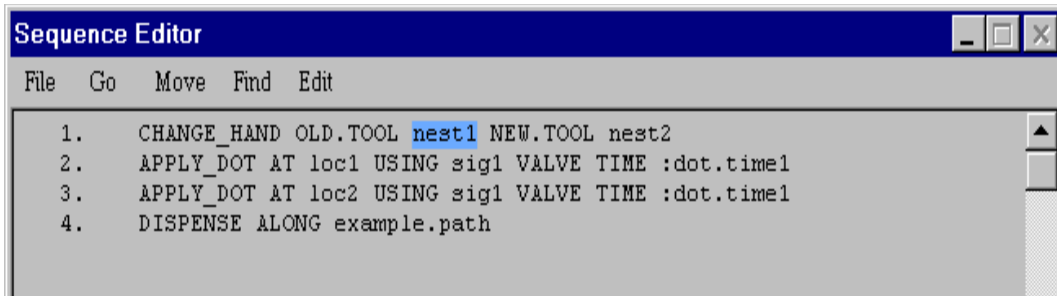 Sequence Editor
File Go Move Find Edit
1. CHANGE_HAND OLD.TOOL nest1 NEW.TOOL nest2
2. APPLY_DOT AT loc1 USING sig1 VALVE TIME :dot.time1
3. APPLY_DOT AT loc2 USING sig1 VALVE TIME :dot.time1
4. DISPENSE ALONG example.path